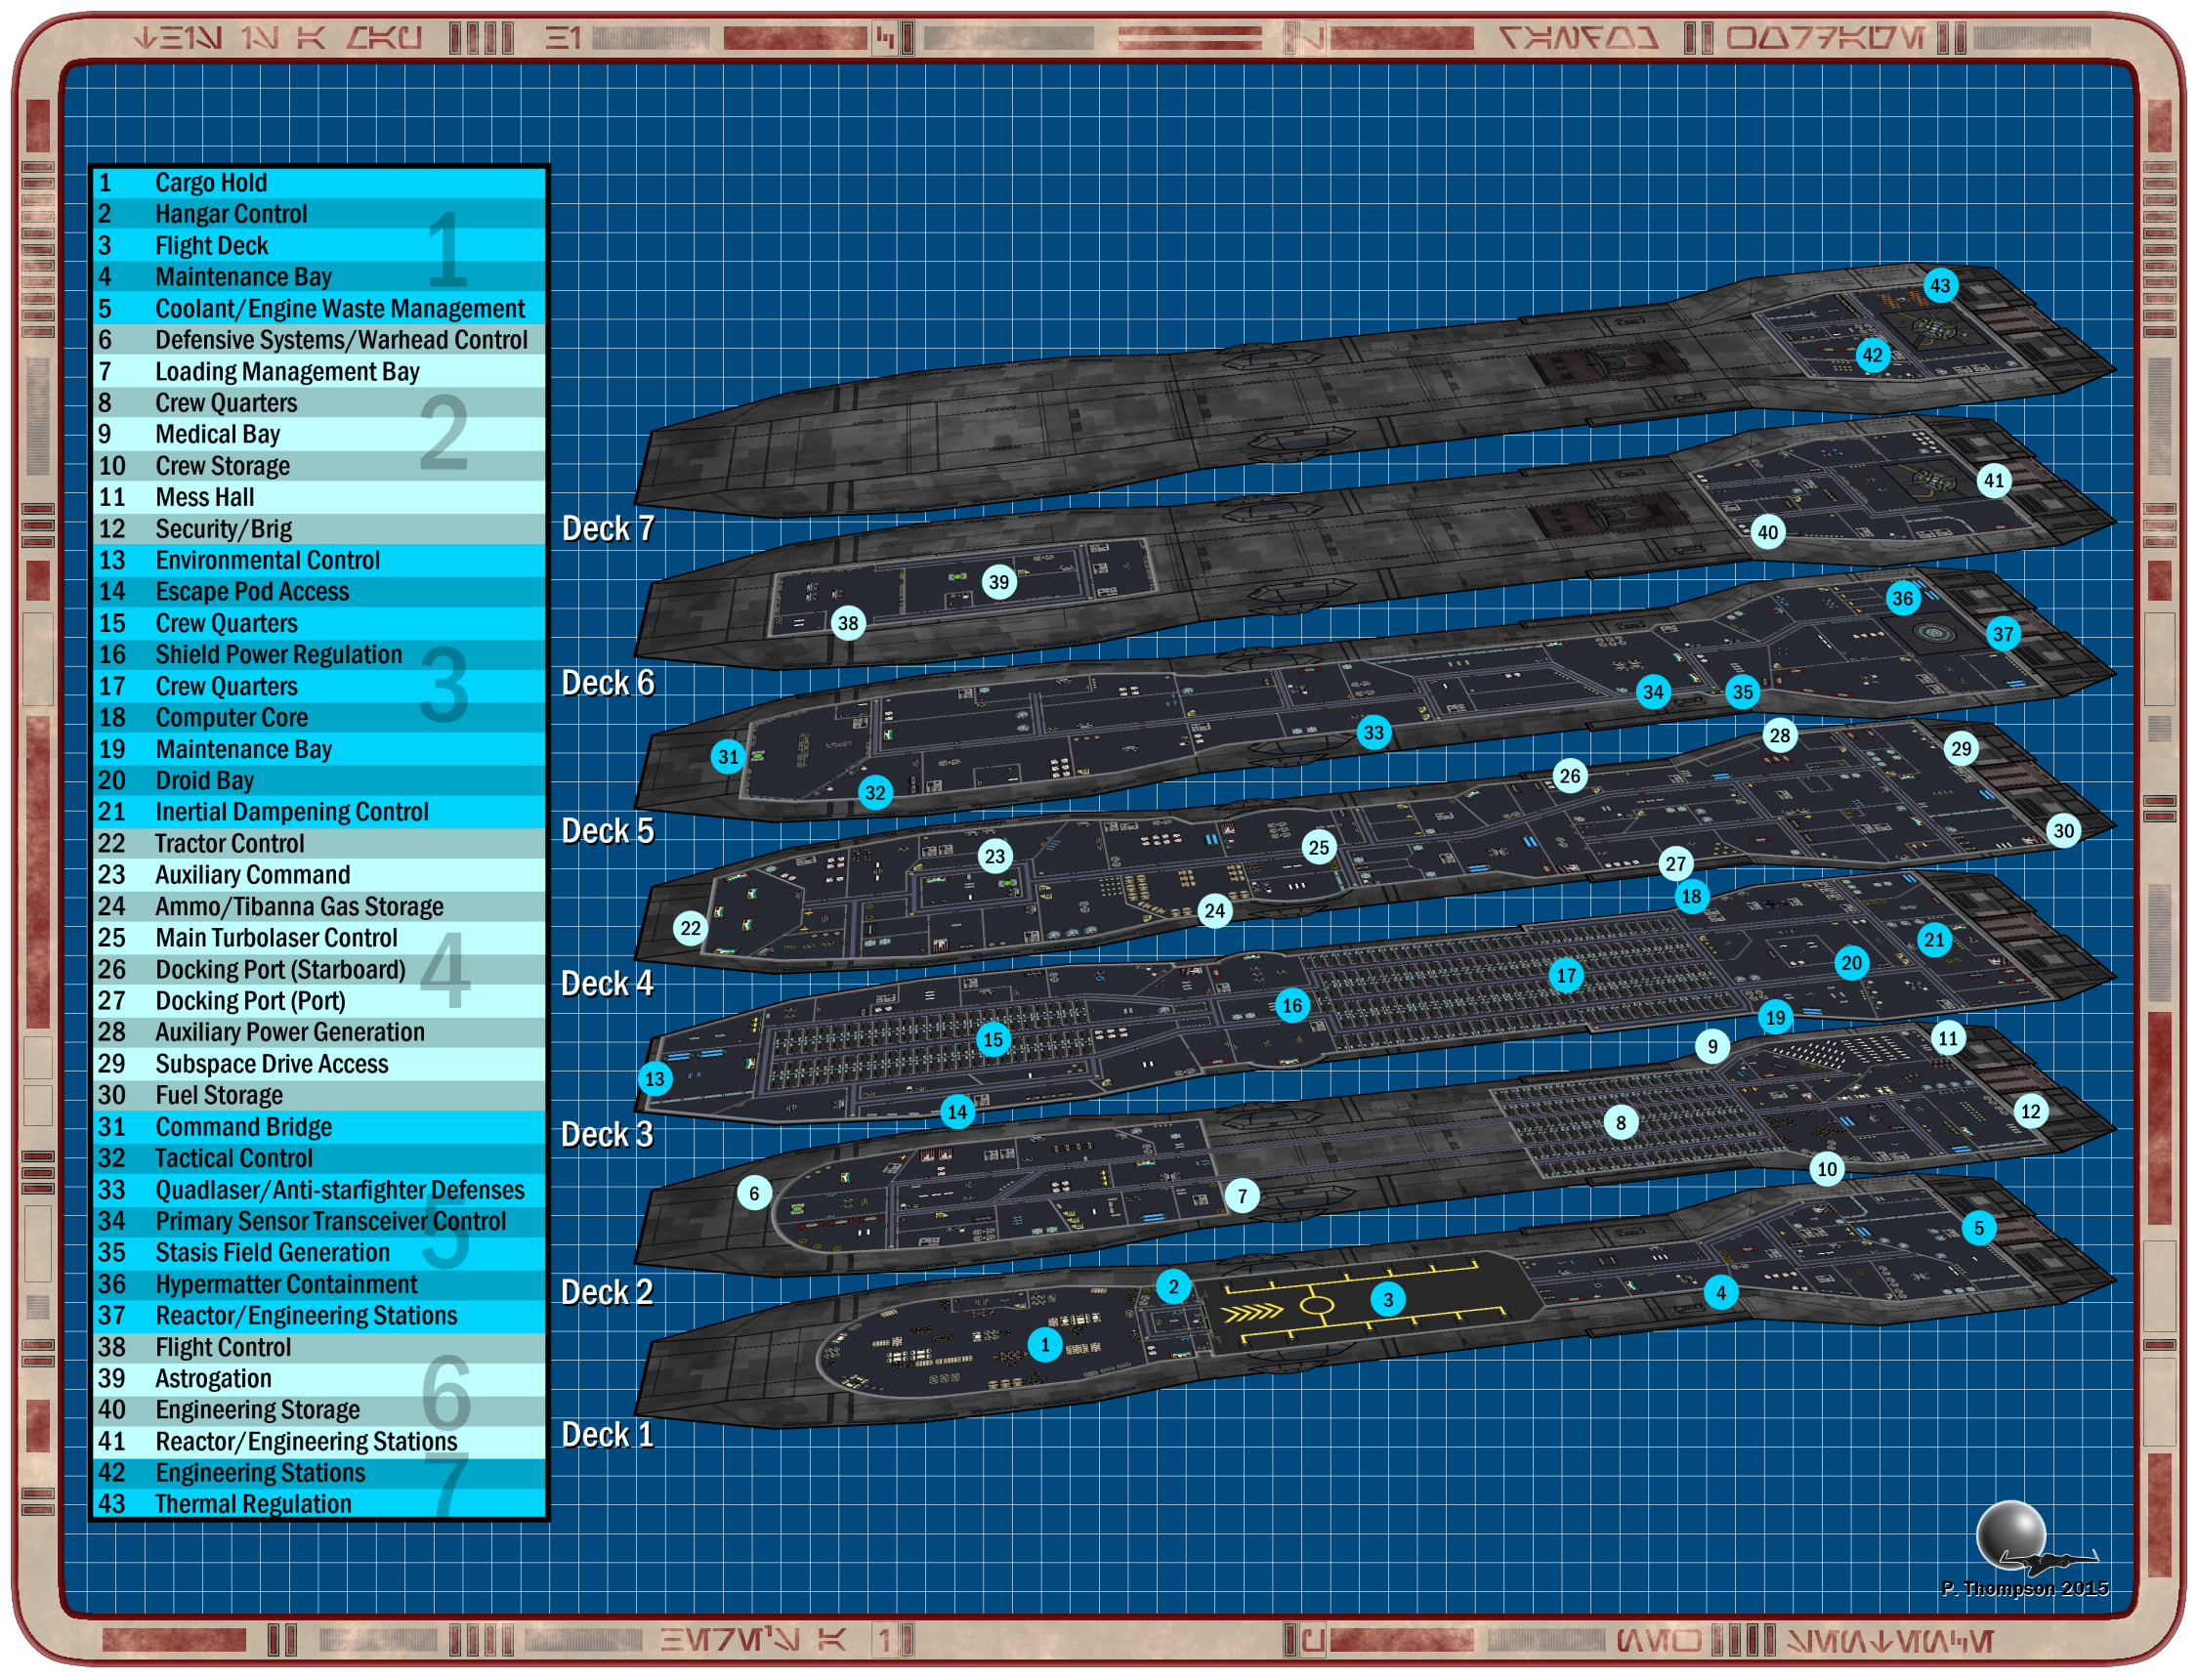 1 Cargo Hold
2 Hangar Control
3 Flight Deck
4 Maintenance Bay
5 Coolant/Engine Waste Management
1
6 Defensive Systems/Warhead Control
7 Loading Management Bay
8 Crew Quarters
9 Medical Bay
10 Crew Storage
11 Mess Hall
12 Security/Brig
2
13 Environmental Control
14 Escape Pod Access
15 Crew Quarters
16 Shield Power Regulation
17 Crew Quarters
18 Computer Core
19 Maintenance Bay
20 Droid Bay
21 Inertial Dampening Control
3
22 Tractor Control
23 Auxiliary Command
24 Ammo/Tibanna Gas Storage
25 Main Turbolaser Control
26 Docking Port (Starboard)
27 Docking Port (Port)
28 Auxiliary Power Generation
29 Subspace Drive Access
30 Fuel Storage
4
31 Command Bridge
32 Tactical Control
33 Quadlaser/Anti-starfighter Defenses
34 Primary Sensor Transceiver Control
35 Stasis Field Generation
36 Hypermatter Containment
37 Reactor/Engineering Stations
5
38 Flight Control
39 Astrogation
40 Engineering Storage
41 Reactor/Engineering Stations
6
42 Engineering Stations
43 Thermal Regulation
7
43
42
Deck 7
41
40
39
38
Deck 6
36
37
34
35
33
31
32
Deck 5
28
29
26
30
25
23
27
24
22
Deck 4
18
21
20
17
16
19
15
13
14
Deck 3
11
9
12
8
10
6
7
Deck 2
5
2
4
3
1
Deck 1
P. Thompson 2015